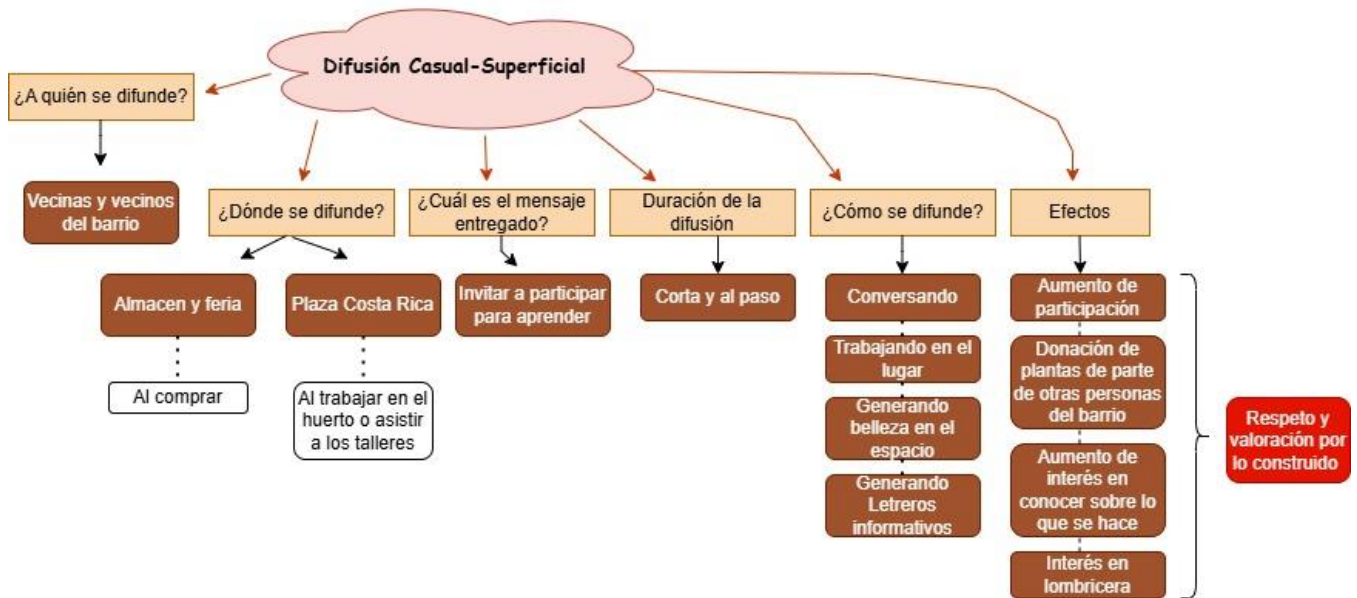 Difusión Casual-Superficial
¿A quién se difunde?
Vecinas y vecinos
del barrio
¿Dónde se difunde?
Almacen y feria
Al comprar
Plaza Costa Rica
Al trabajar en el
huerto o asistir
a los talleres
¿Cuál es el mensaje
entregado?
Invitar a participar
para aprender
Duración de la
difusión
Corta y al paso
¿Cómo se difunde?
Conversando
Trabajando en el
lugar
Generando
belleza en el
espacio
Generando
Letreros
informativos
Efectos
Aumento de
participación
Donación de
plantas de parte
de otras personas
del barrio
Aumento de
interés en
conocer sobre lo
que se hace
Interés en
lombricera
Respeto y
valoración por
lo construido